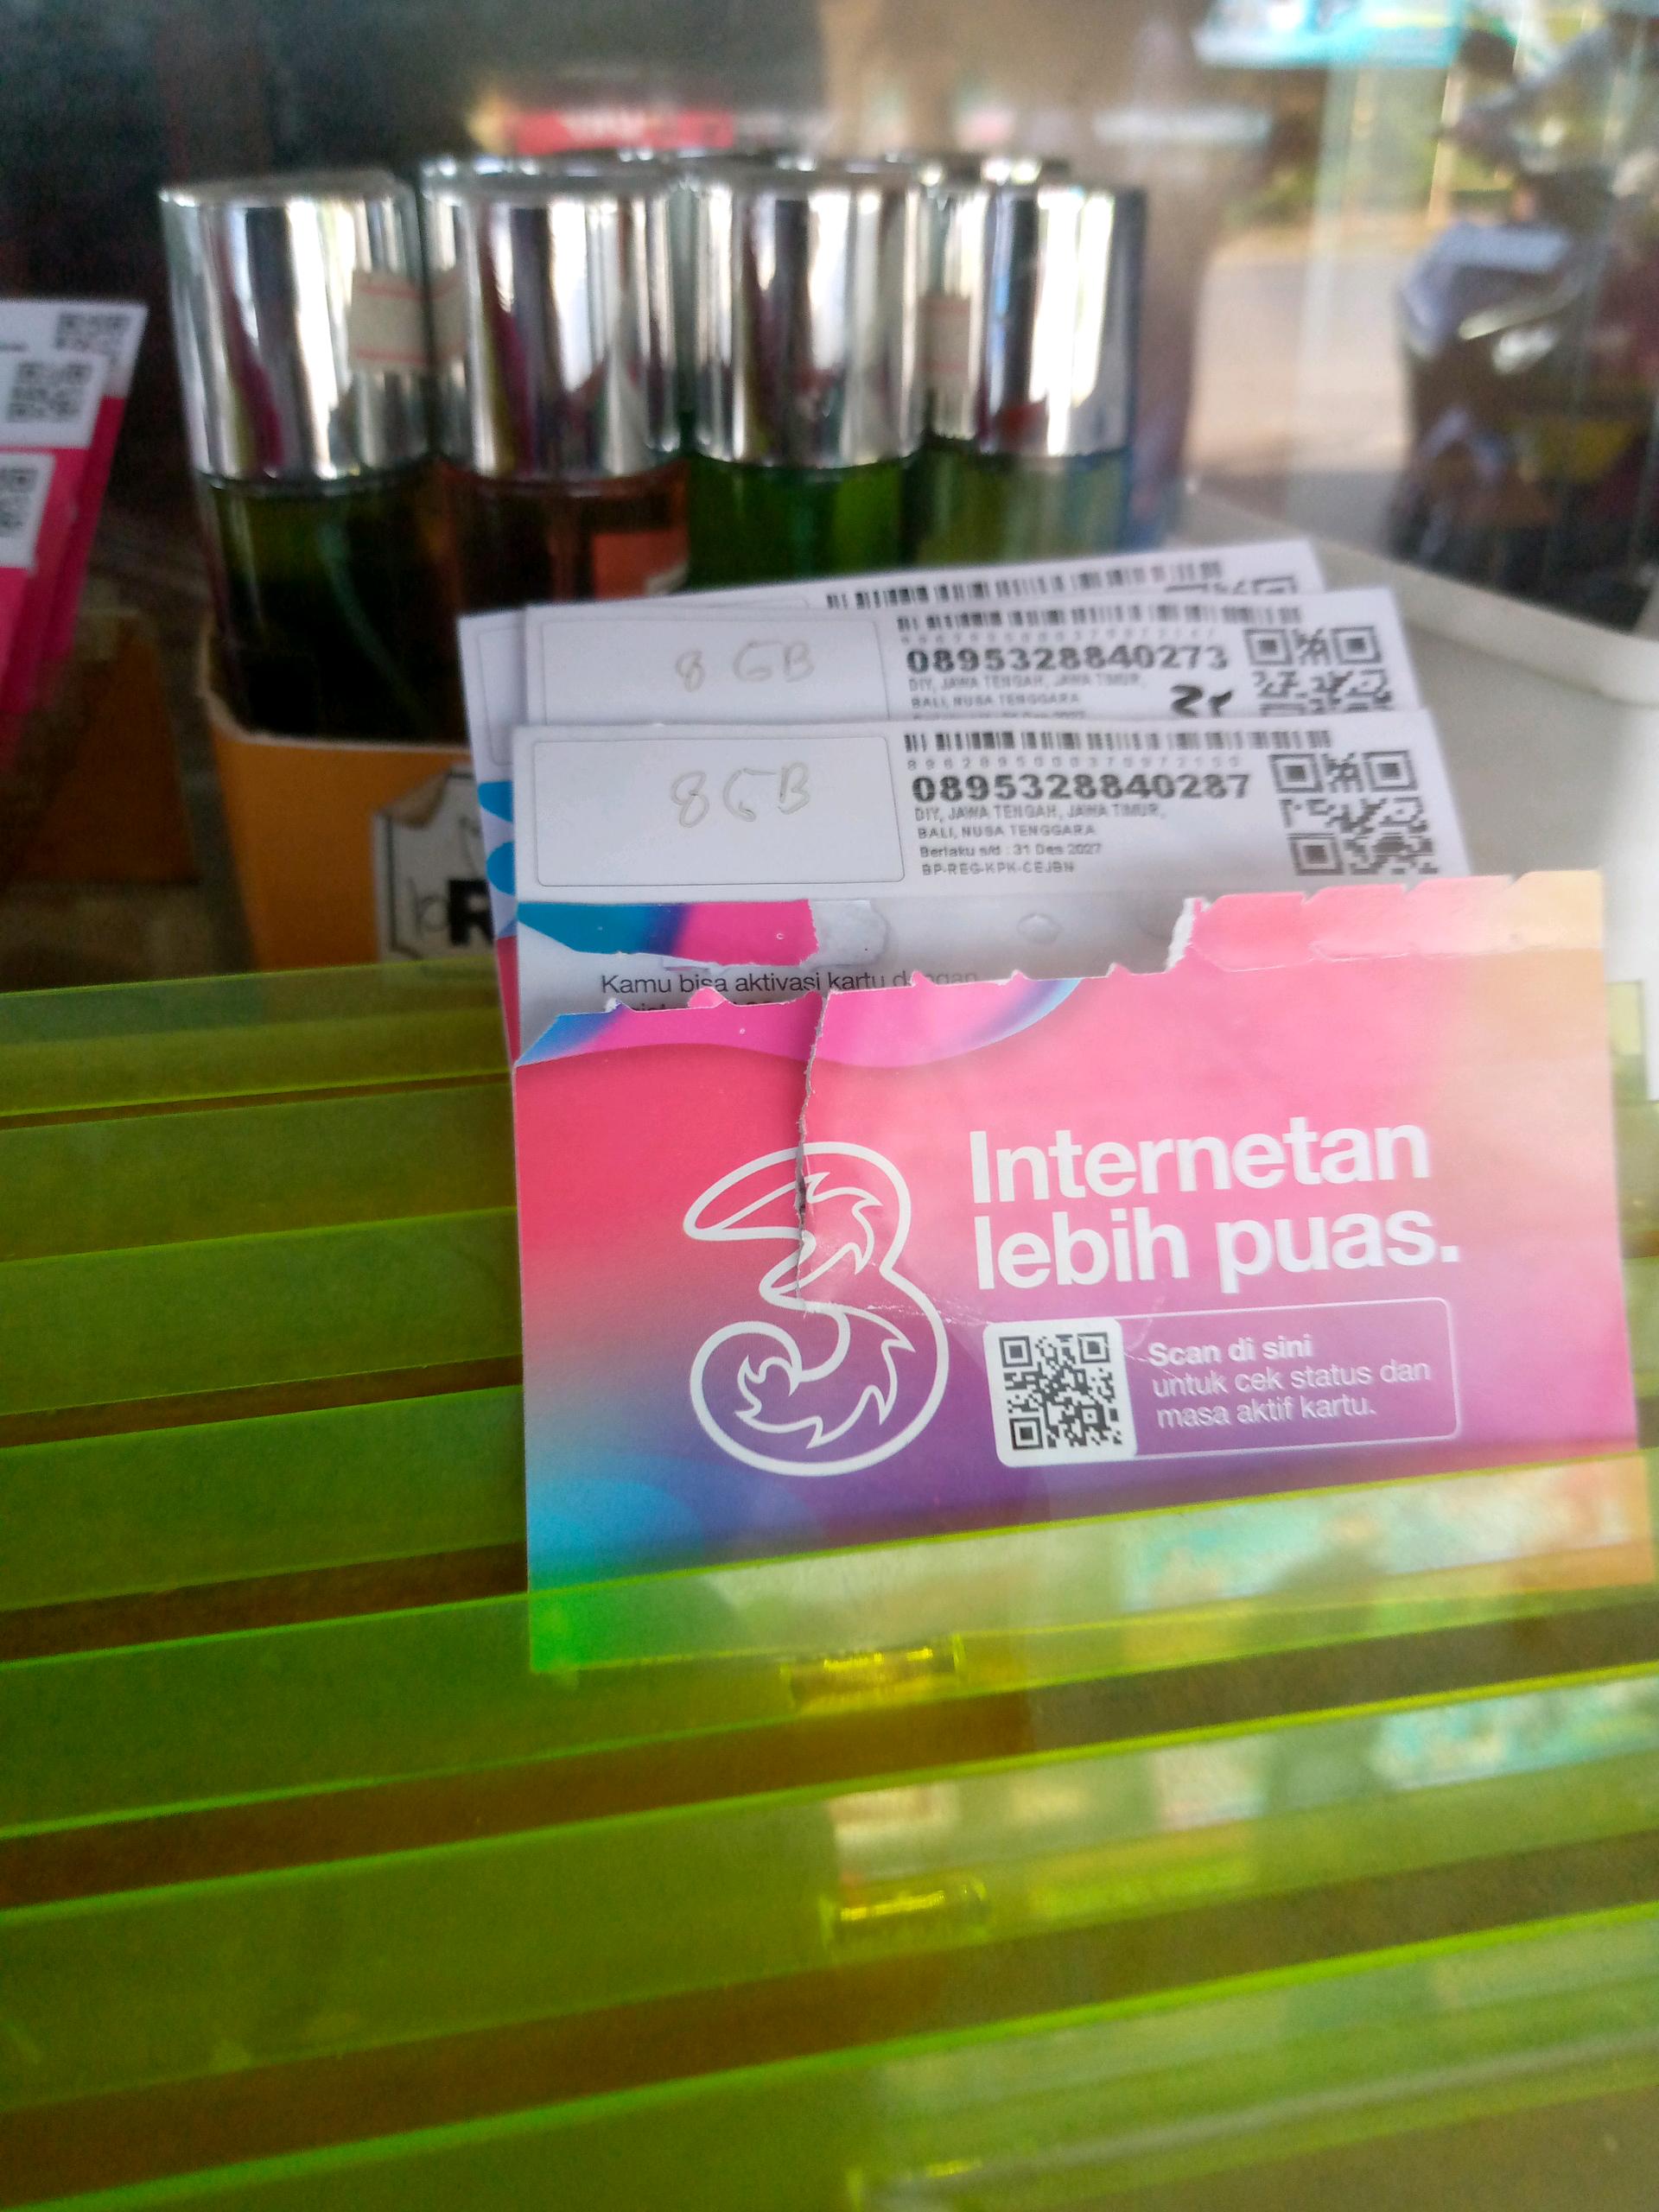 8 GB
0895328840273
DIY, JAWA TENGAH, JAWA TIMUR,
BALI, NUSA TENGGARA
8GB
0895328840287
DIY, JAWA TENGAH, JAWA TIMUR,
BALI, NUSA TENGGARA
Berlaku s/d : 31 Des 2027
BP-REG-KPK-CEJBN
Kamu bisa aktivasi kartu dengan
3
Internetan
lebih puas.
Scan di sini
untuk cek status dan
masa aktif kartu.